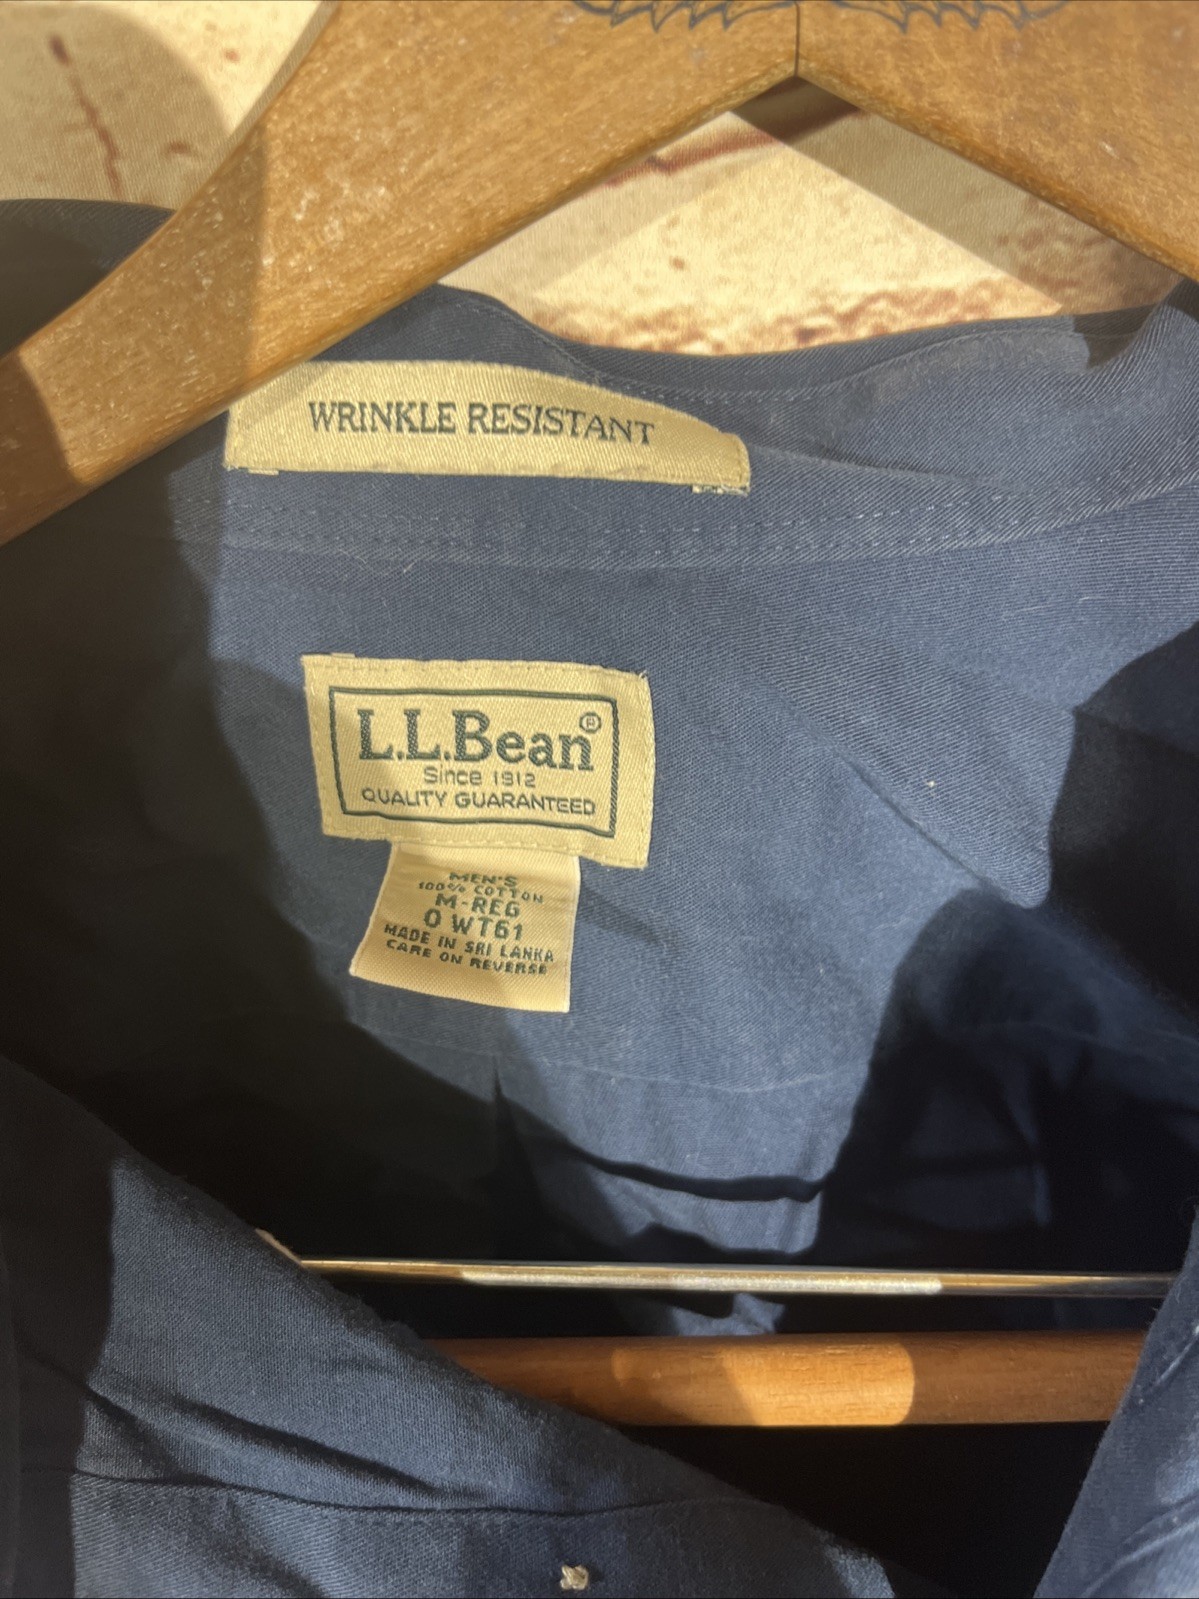 WRINKLE RESISTANT
L.L.Bean®
Since 1912
QUALITY GUARANTEED
MEN'S
100% COTTON
M-REG
0 WT61
MADE IN SRI LANKA
CARE ON REVERSE